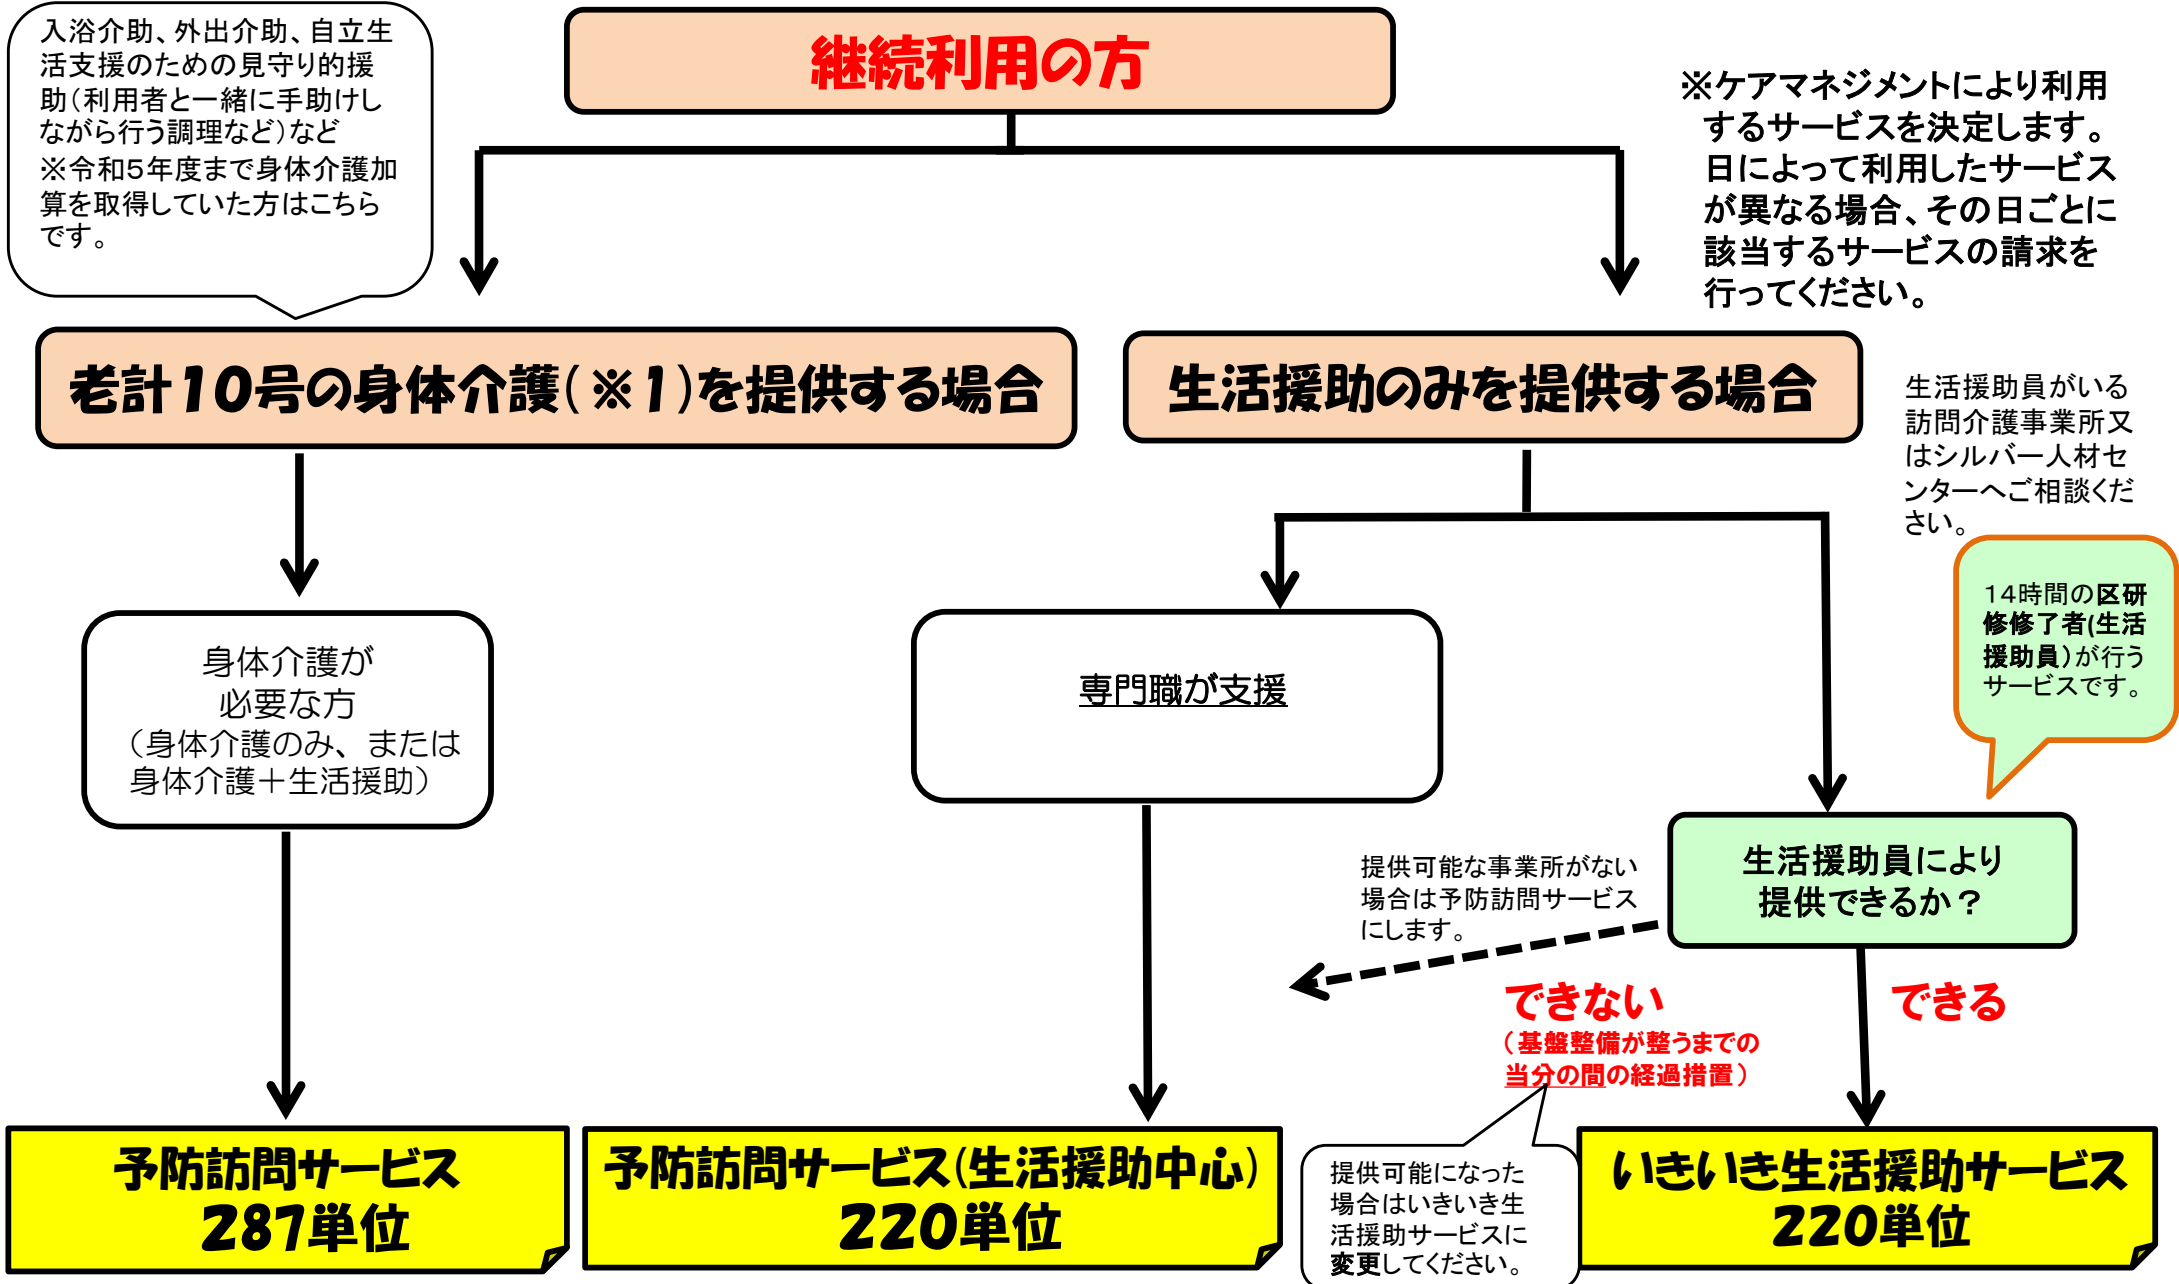 継続利用の方
入浴介助、外出介助、自立生
活支援のための見守り的援
助（利用者と一緒に手助けし
ながら行う調理など）など
※令和５年度まで身体介護加
算を取得していた方はこちら
です。
※ケアマネジメントにより利用
するサービスを決定します。
日によって利用したサービス
が異なる場合、その日ごとに
該当するサービスの請求を
行ってください。
老計１０号の身体介護（※１）を提供する場合
生活援助のみを提供する場合
生活援助員がいる
訪問介護事業所又
はシルバー人材セ
ンターへご相談くだ
さい。
１４時間の区研
修修了者(生活
援助員）が行う
サービスです。
身体介護が
必要な方
（身体介護のみ、または
身体介護＋生活援助）
専門職が支援
生活援助員により
提供できるか？
提供可能な事業所がない
場合は予防訪問サービス
にします。
できない
（基盤整備が整うまでの
当分の間の経過措置）
できる
予防訪問サービス
２８７単位
予防訪問サービス（生活援助中心）
２２０単位
提供可能になった
場合はいきいき生
活援助サービスに
変更してください。
いきいき生活援助サービス
２２０単位